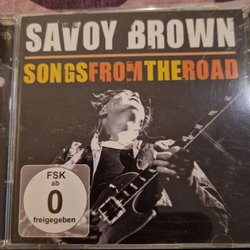 SAVOY BROWN
SONGSFROMTHEROAD
FSK
ab
0
freigegeben